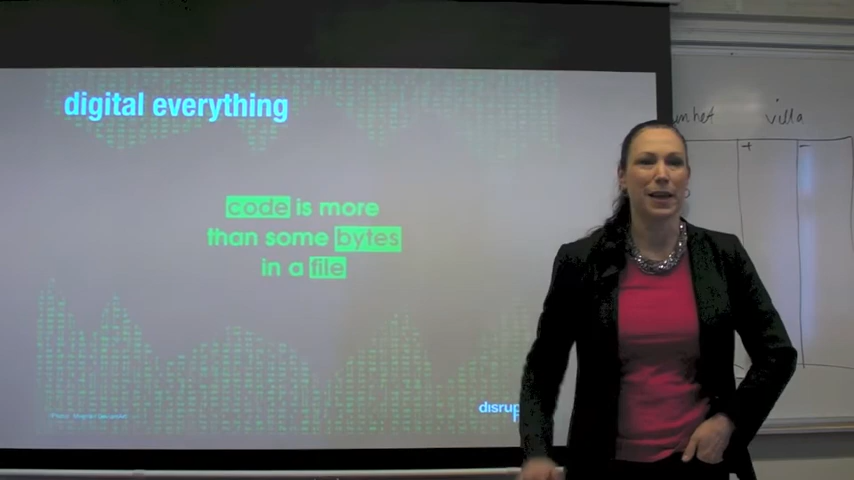 digital everything
code is more
than some bytes
in a file
disrup
villa
+
-